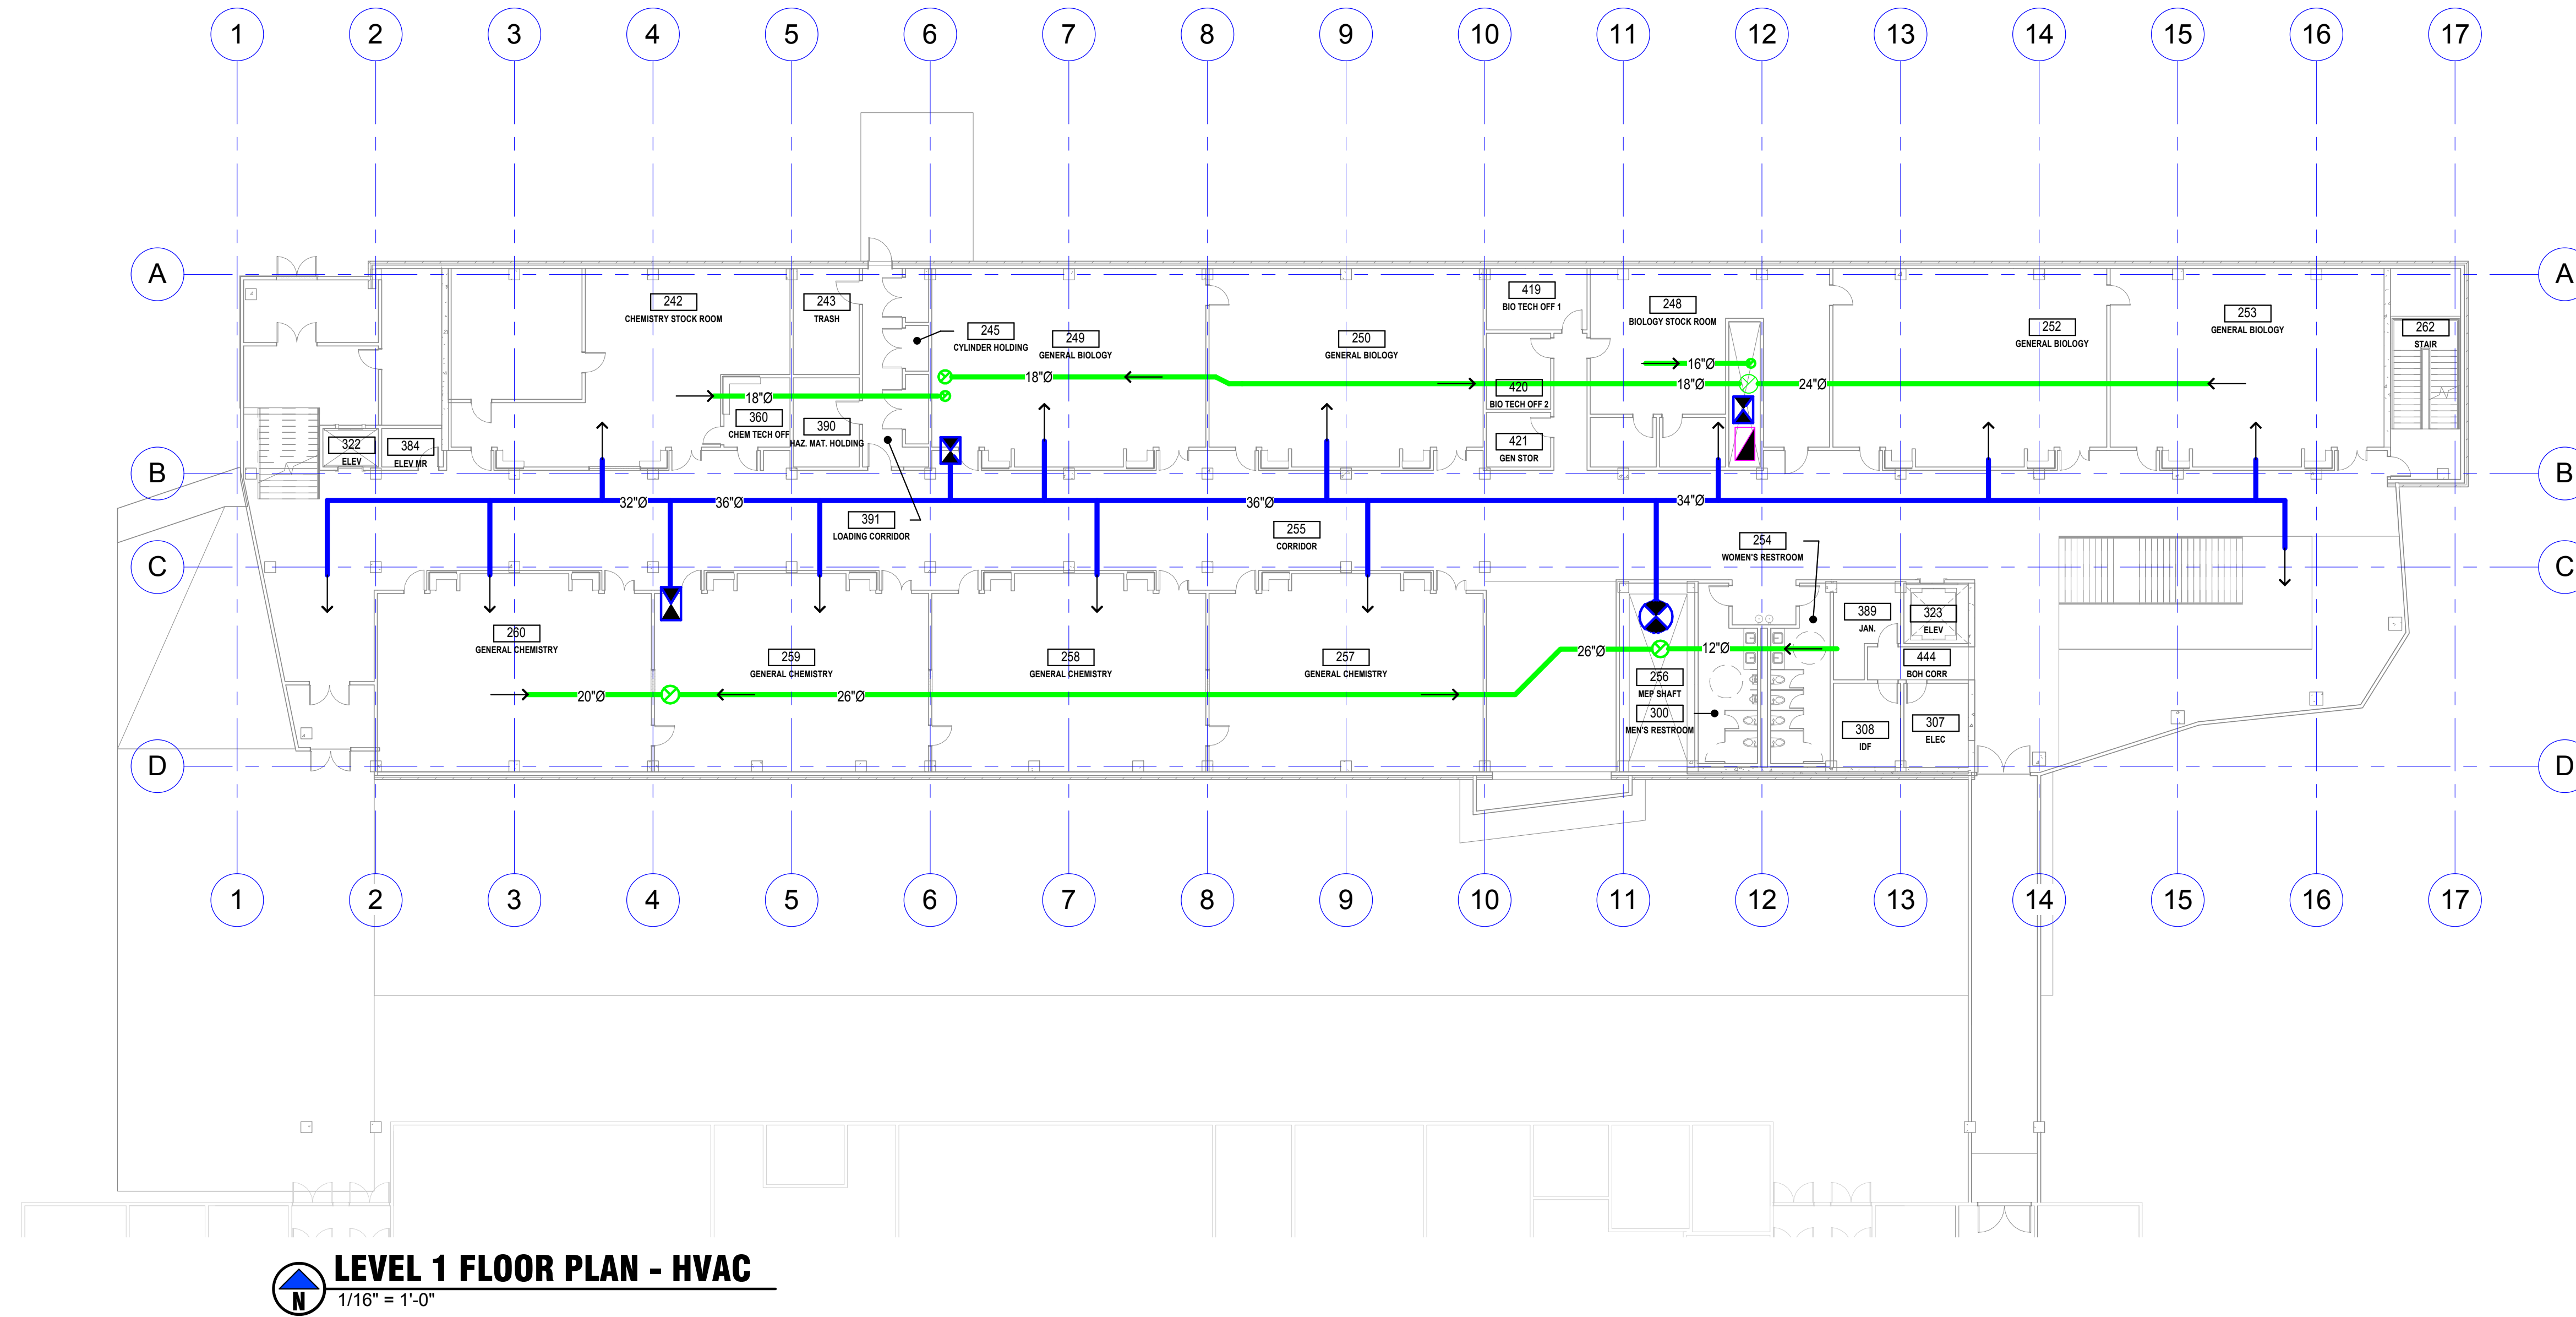 1 2 3 4 5 6 7 8 9 10 11 12 13 14 15 16 17
A A
419
BIO TECH OFF 1
242
CHEMISTRY STOCK ROOM
243
TRASH
248
BIOLOGY STOCK ROOM
253
GENERAL BIOLOGY
245
CYLINDER HOLDING
249
GENERAL BIOLOGY
250
GENERAL BIOLOGY
252
GENERAL BIOLOGY
262
STAIR
16"Ø
18"Ø
18"Ø
24"Ø
18"Ø
420
BIO TECH OFF 2
360
CHEM TECH OFF
390
HAZ. MAT. HOLDING
421
GEN STOR
322
ELEV
384
ELEV MR
B B
32"Ø 36"Ø 36"Ø 34"Ø
391
LOADING CORRIDOR
255
CORRIDOR
254
WOMEN'S RESTROOM
C C
389
JAN.
323
ELEV
260
GENERAL CHEMISTRY
259
GENERAL CHEMISTRY
258
GENERAL CHEMISTRY
257
GENERAL CHEMISTRY
26"Ø
12"Ø
444
BOH CORR
256
MEP SHAFT
20"Ø
26"Ø
300
MEN'S RESTROOM
308
IDF
307
ELEC
D D
1 2 3 4 5 6 7 8 9 10 11 12 13 14 15 16 17
LEVEL 1 FLOOR PLAN - HVAC
N
1/16" = 1'-0"